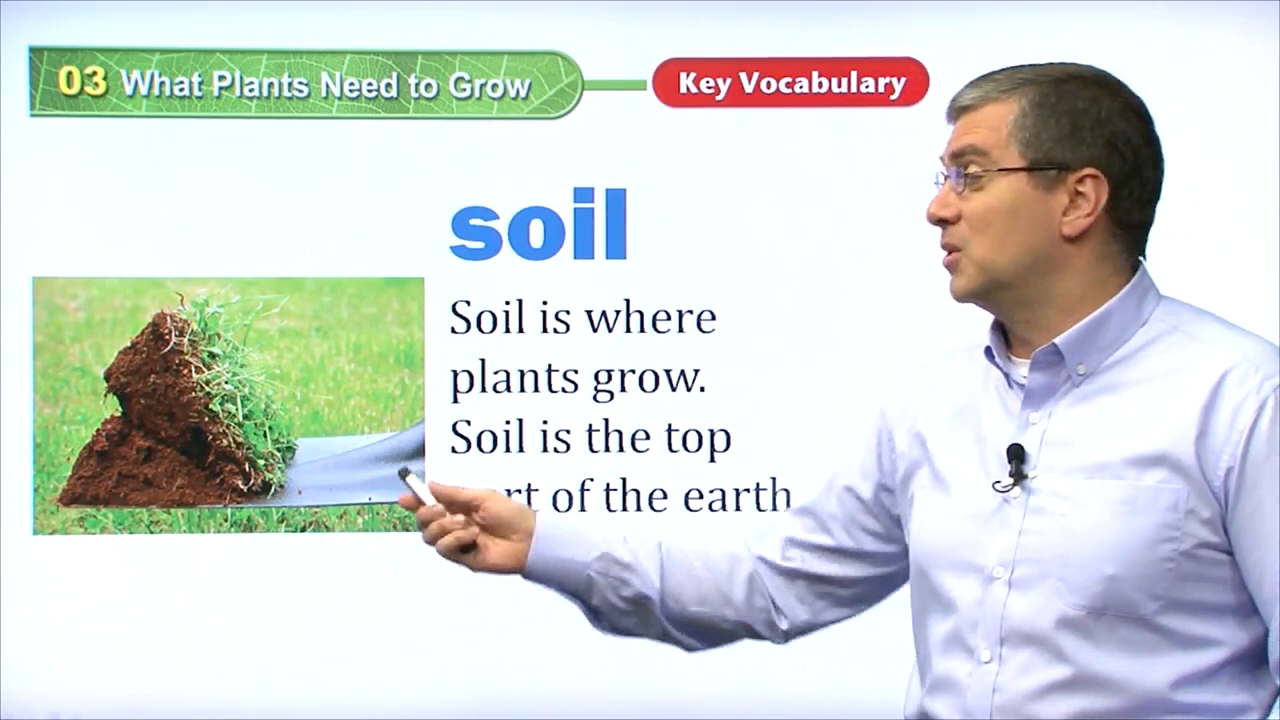 03 What Plants Need to Grow
Key Vocabulary
soil
Soil is where
plants grow.
Soil is the top
of the earth